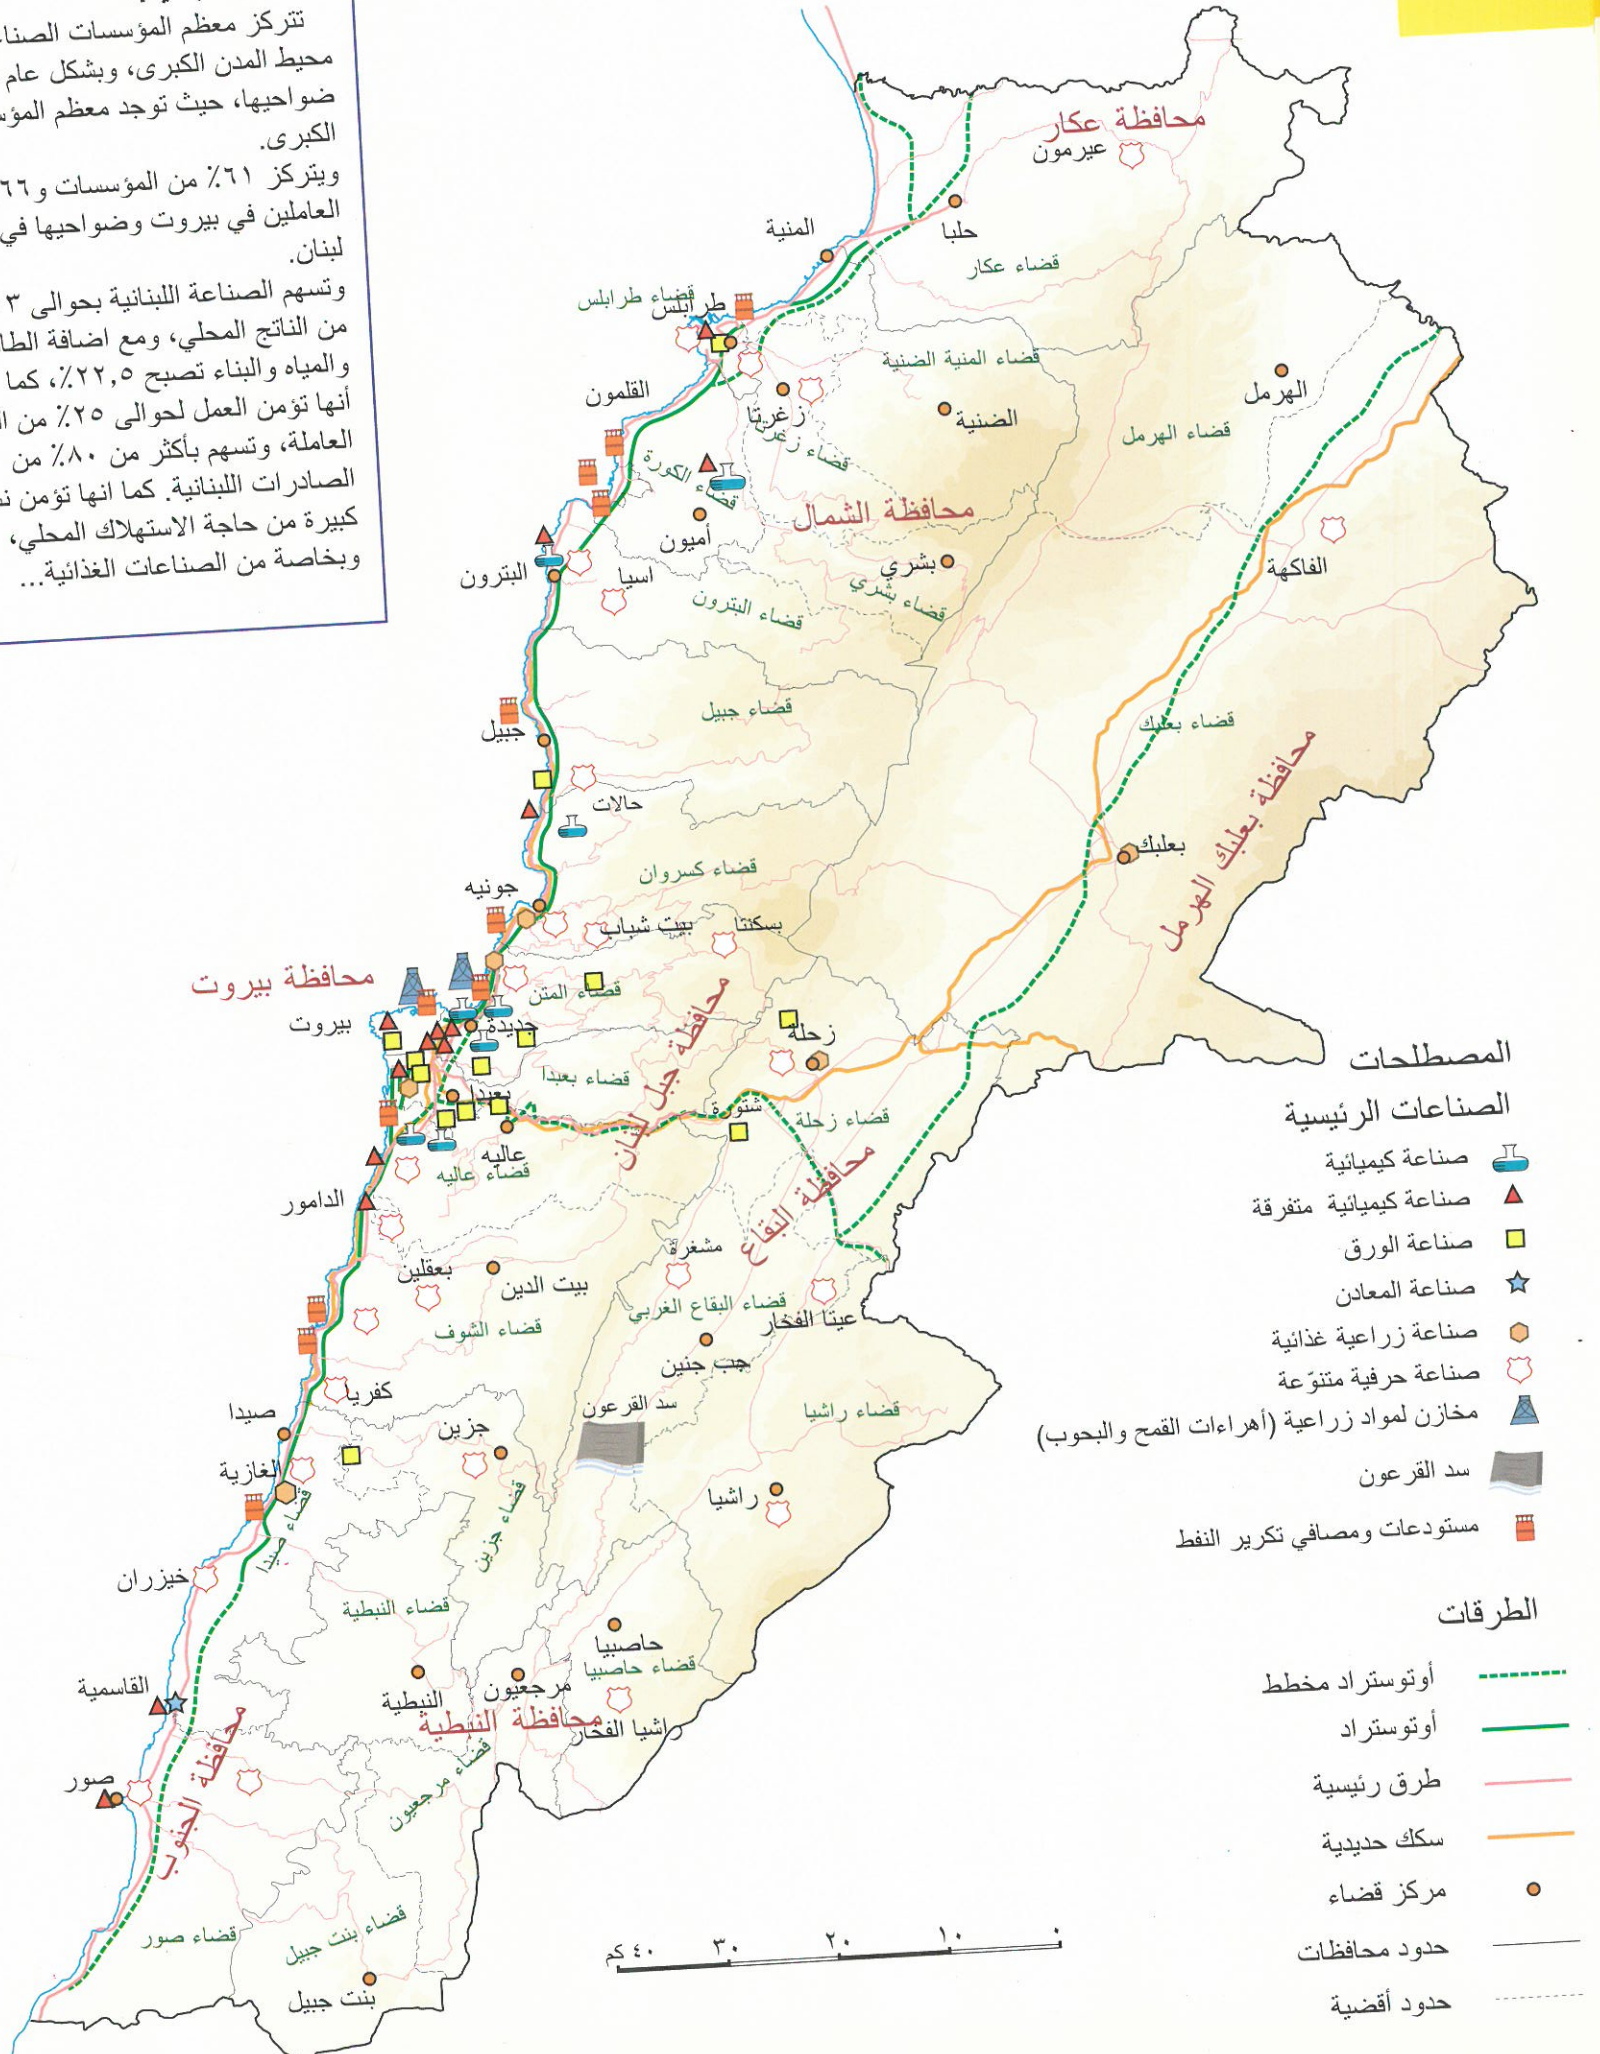 تتركز معظم المؤسسات
محيط المدن الكبرى، وبشكل عام
ضواحيها، حيث توجد معظم
الكبرى.
ويتركز ٦١٪ من المؤسسات و٦٦
العاملين في بيروت وضواحيها في
لبنان.
وتسهم الصناعة اللبنانية بحوالى ٣
من الناتج المحلي، ومع اضافة
والمياه والبناء تصبح ٢٢,٥٪، كما
أنها تؤمن العمل لحوالى ٢٥٪ من
العاملة، وتسهم بأكثر من ٨٠٪ من
الصادرات اللبنانية. كما انها تؤمن
كبيرة من حاجة الاستهلاك المحلي،
وبخاصة من الصناعات الغذائية...
محافظة عكار
عيرمون
حلبا
المنية
قضاء عكار
قضاء طرابلس
طرابلس
قضاء المنية الضنية
الهرمل
القلمون
زغرتا
قضاء زغرتا
الضنية
قضاء الهرمل
قضاء الكورة
محافظة الشمال
أميون
الفاكهة
بشري
قضاء بشري
البترون
اسيا
قضاء البترون
قضاء جبيل
جبيل
قضاء بعلبك
محافظة بعلبك الهرمل
حالات
بعلبك
قضاء كسروان
جونيه
بيت شباب
بسكنتا
محافظة بيروت
قضاء المتن
بيروت
جديدة
زحلة
محافظة جبل لبنان
قضاء بعبدا
بعبدا
شتورة
قضاء زحلة
عاليه
قضاء عاليه
محافظة البقاع
الدامور
مشغرة
بعقلين
بيت الدين
قضاء البقاع الغربي
عيتا الفخار
قضاء الشوف
جب جنين
كفريا
سد القرعون
قضاء راشيا
صيدا
جزين
الغازية
قضاء صيدا
قضاء جزين
راشيا
خيزران
قضاء النبطية
حاصبيا
قضاء حاصبيا
القاسمية
النبطية
مرجعيون
محافظة النبطية
راشيا الفخار
محافظة الجنوب
قضاء مرجعيون
صور
قضاء صور
قضاء بنت جبيل
بنت جبيل
٠ ١٠ ٢٠ ٣٠ ٤٠ كم
المصطلحات
الصناعات الرئيسية
صناعة كيميائية
صناعة كيميائية متفرقة
صناعة الورق
صناعة المعادن
صناعة زراعية غذائية
صناعة حرفية متنوّعة
مخازن لمواد زراعية (أهراءات القمح والبحوب)
سد القرعون
مستودعات ومصافي تكرير النفط
الطرقات
أوتوستراد مخطط
أوتوستراد
طرق رئيسية
سكك حديدية
مركز قضاء
حدود محافظات
حدود أقضية